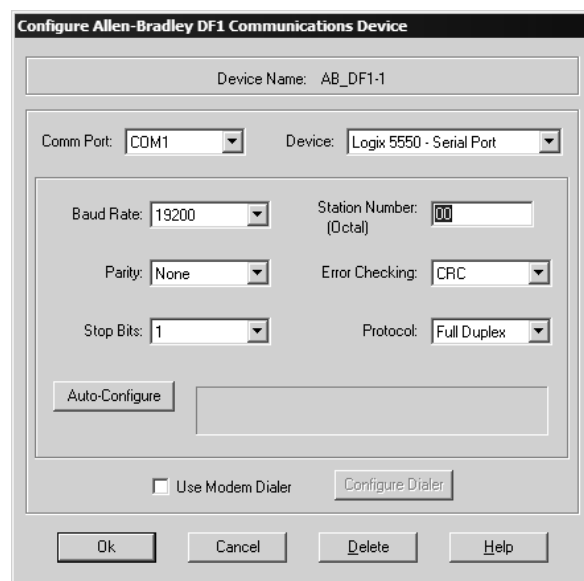 Configure Allen-Bradley DF1 Communications Device
Device Name: AB_DF1-1
Comm Port: COM1 Device: Logix 5550 - Serial Port
Baud Rate: 19200 Station Number: 00
(Octal)
Parity: None Error Checking: CRC
Stop Bits: 1 Protocol: Full Duplex
Auto-Configure
Use Modem Dialer Configure Dialer
Ok Cancel Delete Help